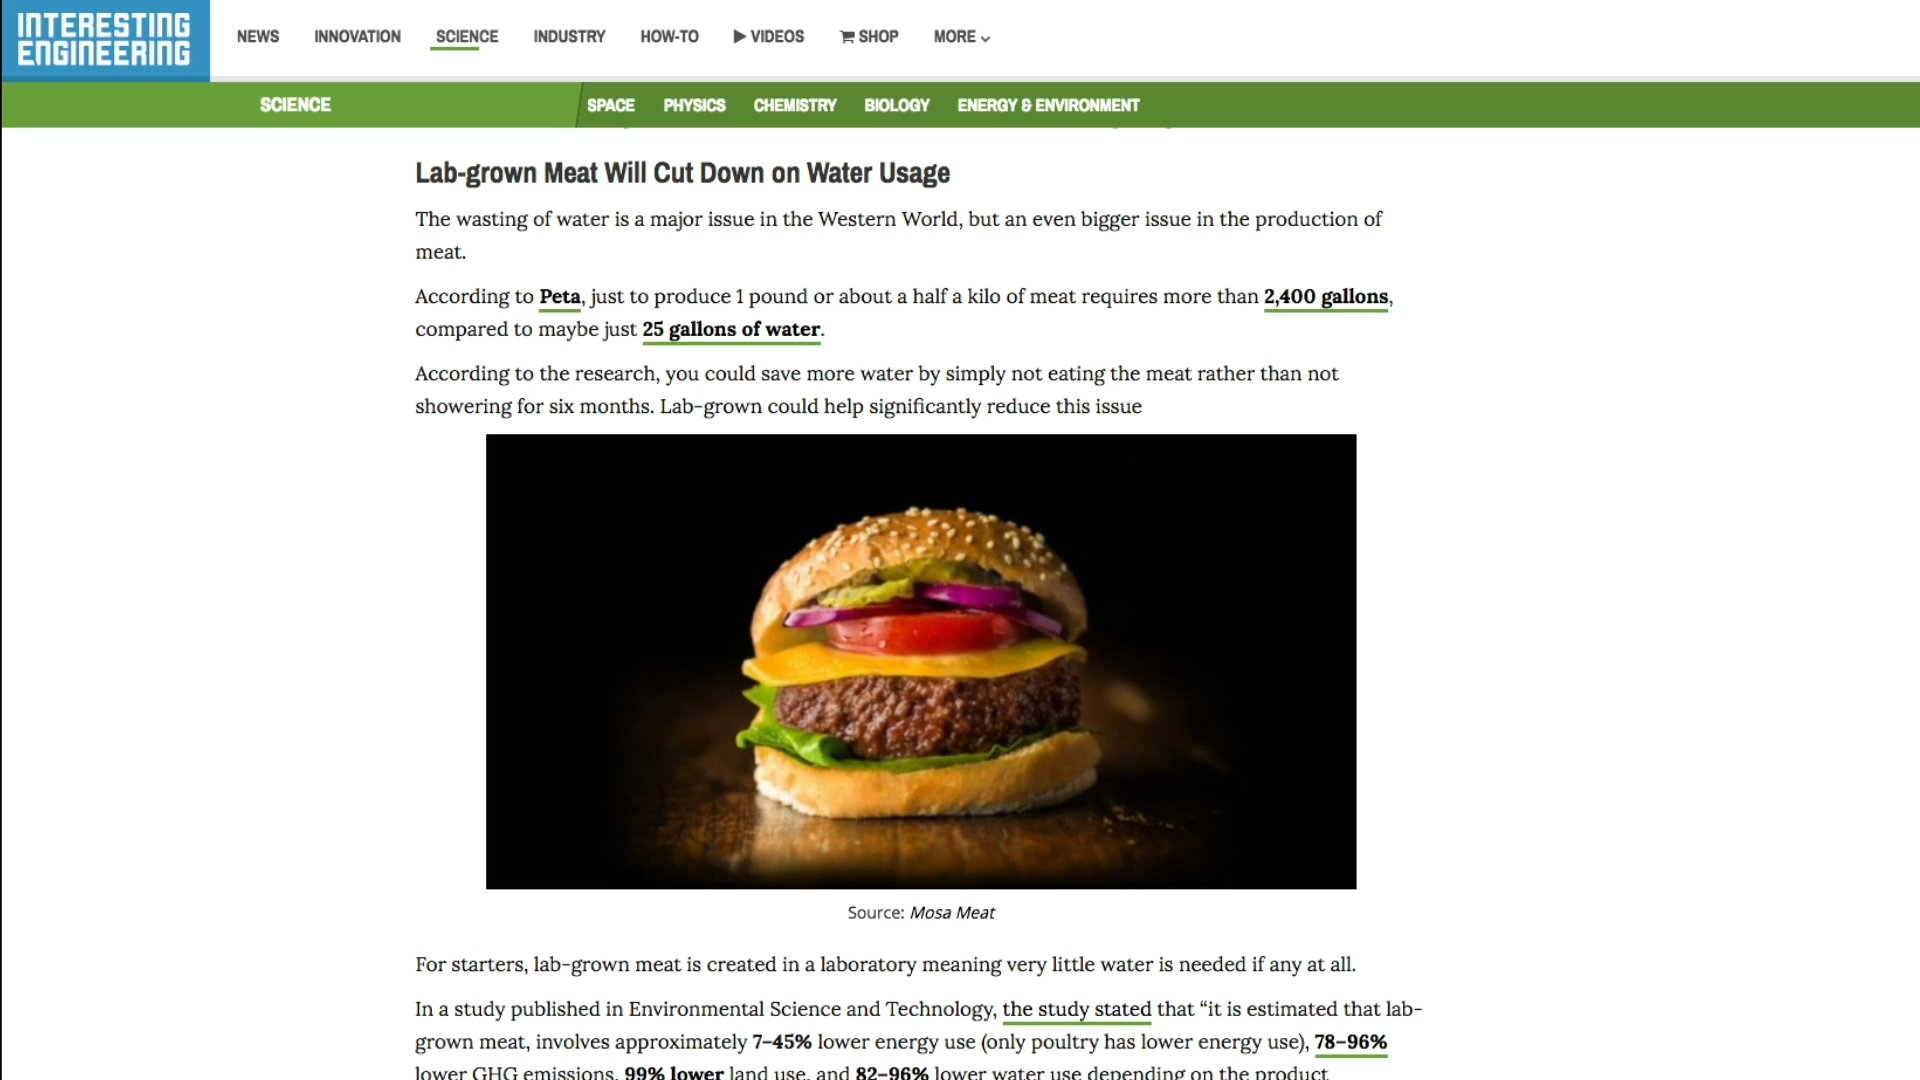 INTERESTING
ENGINEERING
NEWS INNOVATION SCIENCE INDUSTRY HOW-TO VIDEOS SHOP MORE
SCIENCE SPACE PHYSICS CHEMISTRY BIOLOGY ENERGY & ENVIRONMENT
Lab-grown Meat Will Cut Down on Water Usage
The wasting of water is a major issue in the Western World, but an even bigger issue in the production of
meat.
According to Peta, just to produce 1 pound or about a half a kilo of meat requires more than 2,400 gallons,
compared to maybe just 25 gallons of water.
According to the research, you could save more water by simply not eating the meat rather than not
showering for six months. Lab-grown could help significantly reduce this issue
Source: Mosa Meat
For starters, lab-grown meat is created in a laboratory meaning very little water is needed if any at all.
In a study published in Environmental Science and Technology, the study stated that “it is estimated that lab-
grown meat, involves approximately 7–45% lower energy use (only poultry has lower energy use), 78–96%
lower GHG emissions, 99% lower land use, and 82–96% lower water use depending on the product